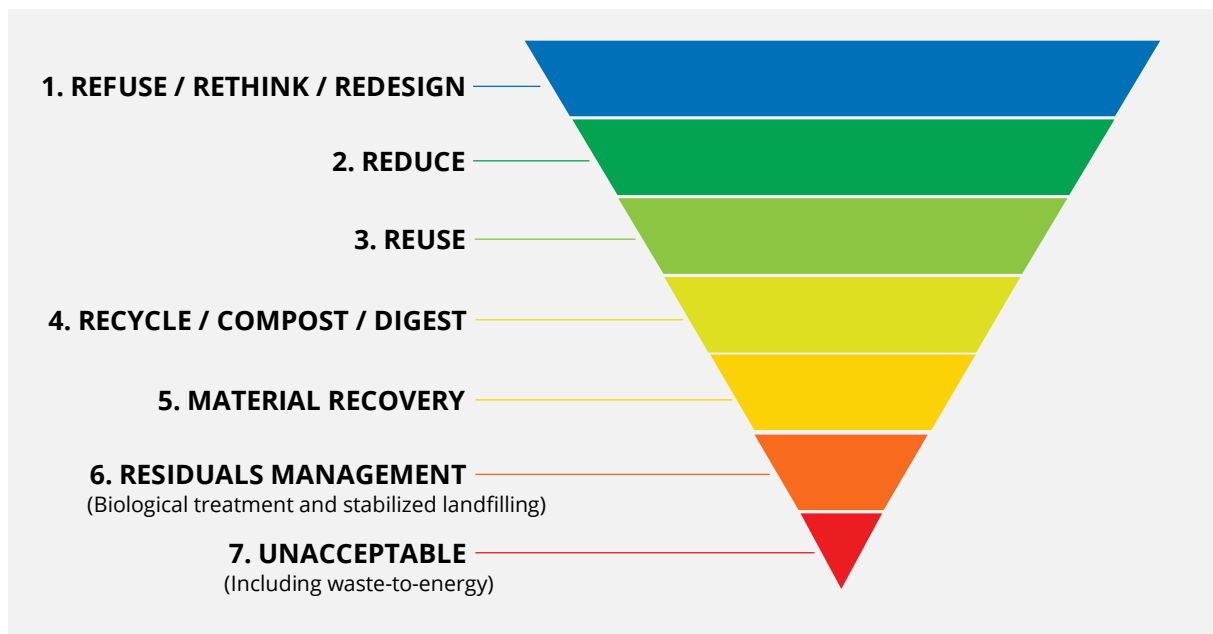 1. REFUSE / RETHINK / REDESIGN
2. REDUCE
3. REUSE
4. RECYCLE / COMPOST / DIGEST
5. MATERIAL RECOVERY
6. RESIDUALS MANAGEMENT
(Biological treatment and stabilized landfilling)
7. UNACCEPTABLE
(Including waste-to-energy)